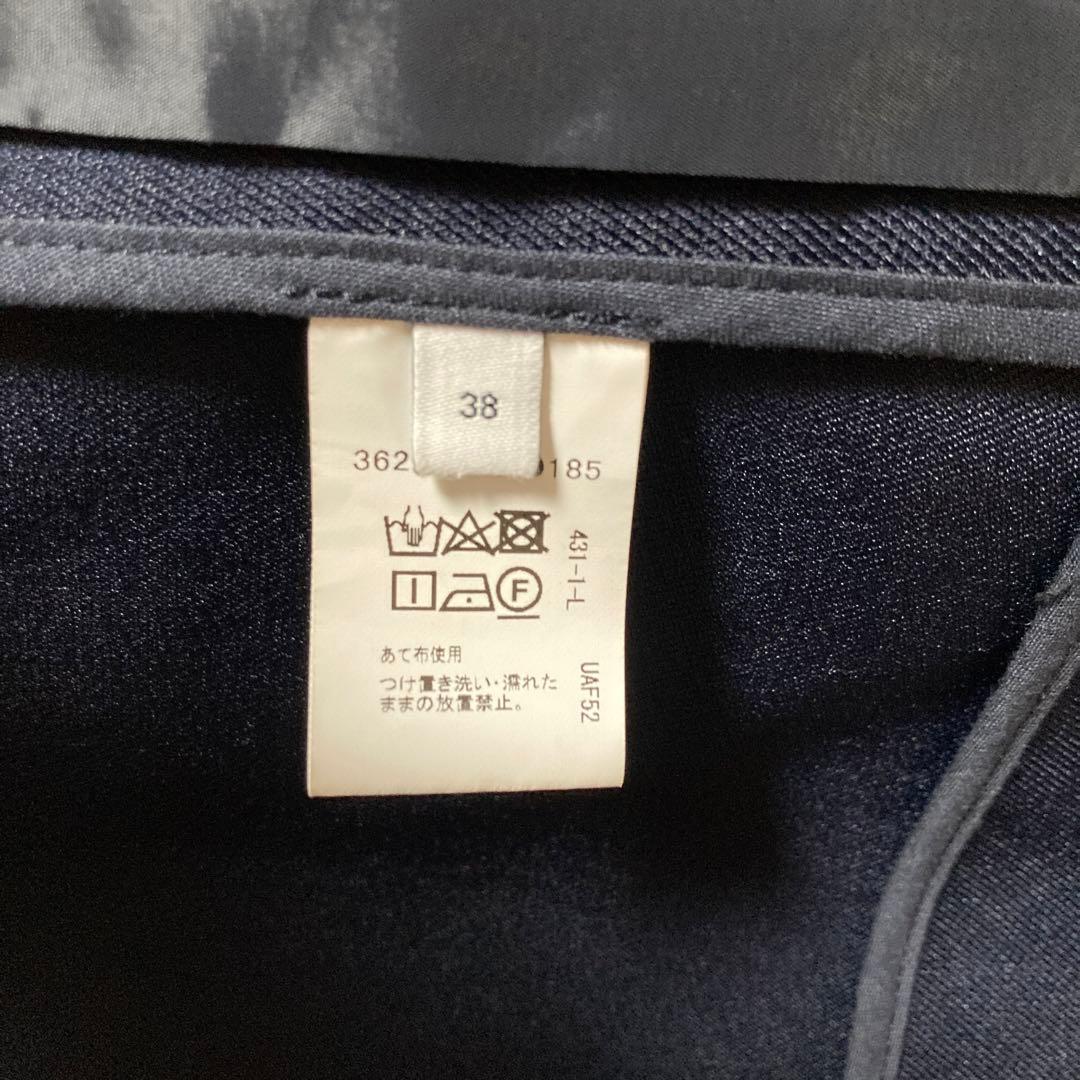 38
362 185
F
431-1-L
あて布使用
つけ置き洗い・濡れた
ままの放置禁止。
UAF52